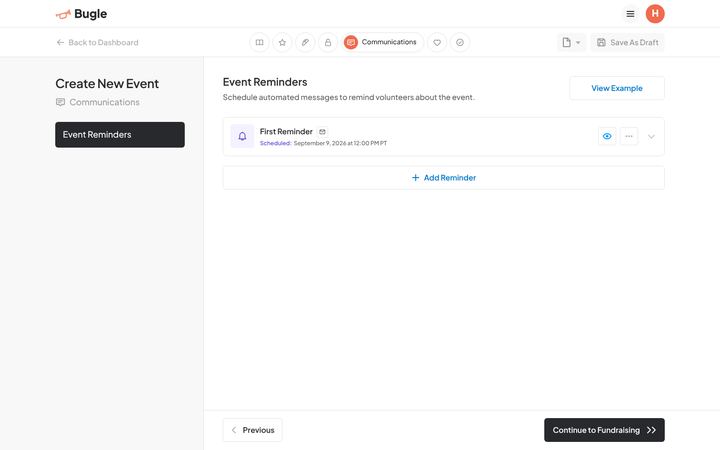 Bugle
H
Back to Dashboard
Communications
Save As Draft
Create New Event
Communications
Event Reminders
Event Reminders
Schedule automated messages to remind volunteers about the event.
View Example
First Reminder
Scheduled: September 9, 2026 at 12:00 PM PT
Add Reminder
Previous
Continue to Fundraising